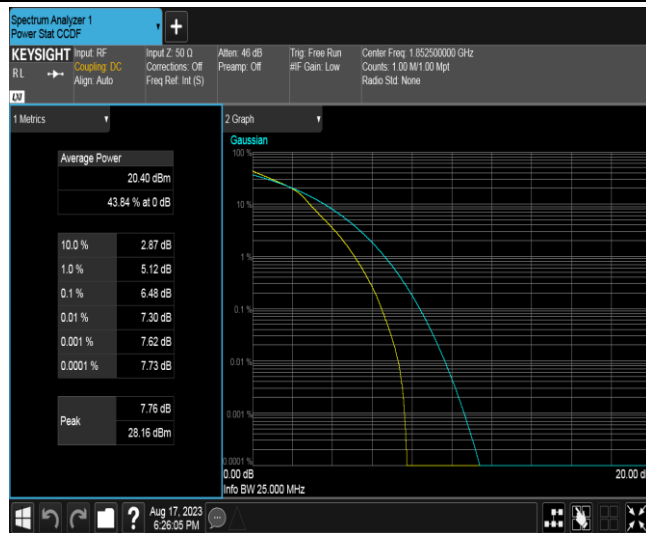 Spectrum Analyzer 1
Power Stat CCDF
KEYSIGHT
RL
LXI
Input: RF
Coupling: DC
Align: Auto
Input Z: 50 Ω
Corrections: Off
Freq Ref: Int (S)
Atten: 46 dB
Preamp: Off
Trig: Free Run
#IF Gain: Low
Center Freq: 1.852500000 GHz
Counts: 1.00 M/1.00 Mpt
Radio Std: None
1 Metrics
Average Power
20.40 dBm
43.84 % at 0 dB
10.0 % 2.87 dB
1.0 % 5.12 dB
0.1 % 6.48 dB
0.01 % 7.30 dB
0.001 % 7.62 dB
0.0001 % 7.73 dB
Peak
7.76 dB
28.16 dBm
2 Graph
Gaussian
100 %
10 %
1 %
0.1 %
0.01 %
0.001 %
0.0001 %
0.00 dB
20.00 d
Info BW 25.000 MHz
?
Aug 17, 2023
6:26:05 PM